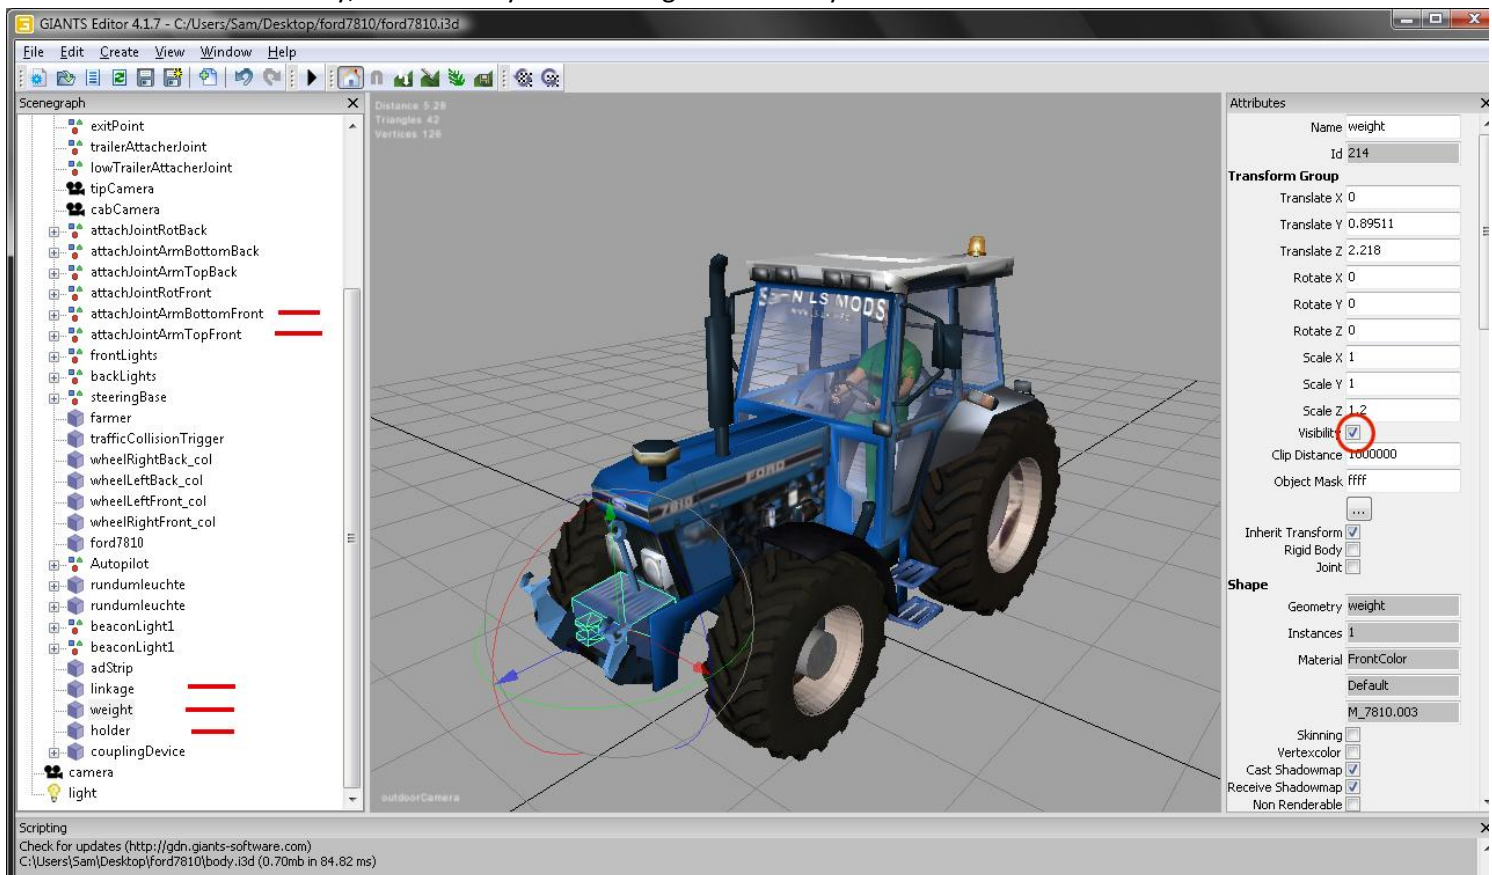 GIANTS Editor 4.1.7 - C:/Users/Sam/Desktop/ford7810/ford7810.i3d
File Edit Create View Window Help
Scenegraph
exitPoint
trailerAttacherJoint
lowTrailerAttacherJoint
tipCamera
cabCamera
attachJointRotBack
attachJointArmBottomBack
attachJointArmTopBack
attachJointRotFront
attachJointArmBottomFront
attachJointArmTopFront
frontLights
backLights
steeringBase
farmer
trafficCollisionTrigger
wheelRightBack_col
wheelLeftBack_col
wheelLeftFront_col
wheelRightFront_col
ford7810
Autopilot
rundumleuchte
rundumleuchte
beaconLight1
beaconLight1
adStrip
linkage
weight
holder
couplingDevice
camera
light
Distance 5.28
Triangles 42
Vertices 126
N LS MODS
FORD
7810
outdoorCamera
Attributes
Name weight
Id 214
Transform Group
Translate X 0
Translate Y 0.89511
Translate Z 2.218
Rotate X 0
Rotate Y 0
Rotate Z 0
Scale X 1
Scale Y 1
Scale Z 1.2
Visibility
Clip Distance 1000000
Object Mask ffff
...
Inherit Transform
Rigid Body
Joint
Shape
Geometry weight
Instances 1
Material FrontColor
Default
M_7810.003
Skinning
Vertexcolor
Cast Shadowmap
Receive Shadowmap
Non Renderable
Scripting
Check for updates (http://gdn.giants-software.com)
C:\Users\Sam\Desktop\ford7810\body.i3d (0.70mb in 84.82 ms)